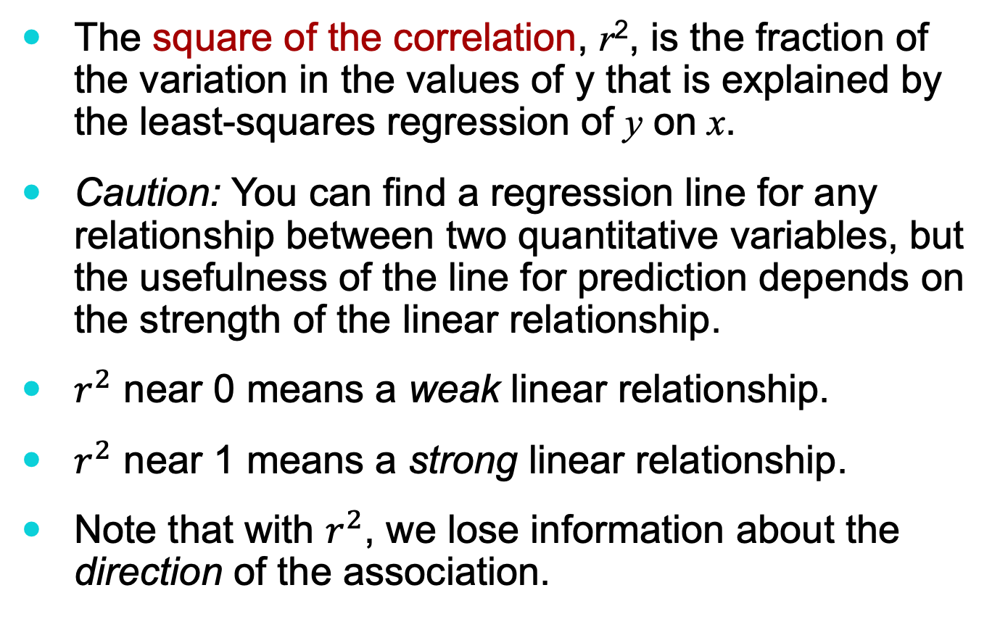 • The square of the correlation, r², is the fraction of
the variation in the values of y that is explained by
the least-squares regression of y on x.
• Caution: You can find a regression line for any
relationship between two quantitative variables, but
the usefulness of the line for prediction depends on
the strength of the linear relationship.
• r² near 0 means a weak linear relationship.
• r² near 1 means a strong linear relationship.
• Note that with r², we lose information about the
direction of the association.